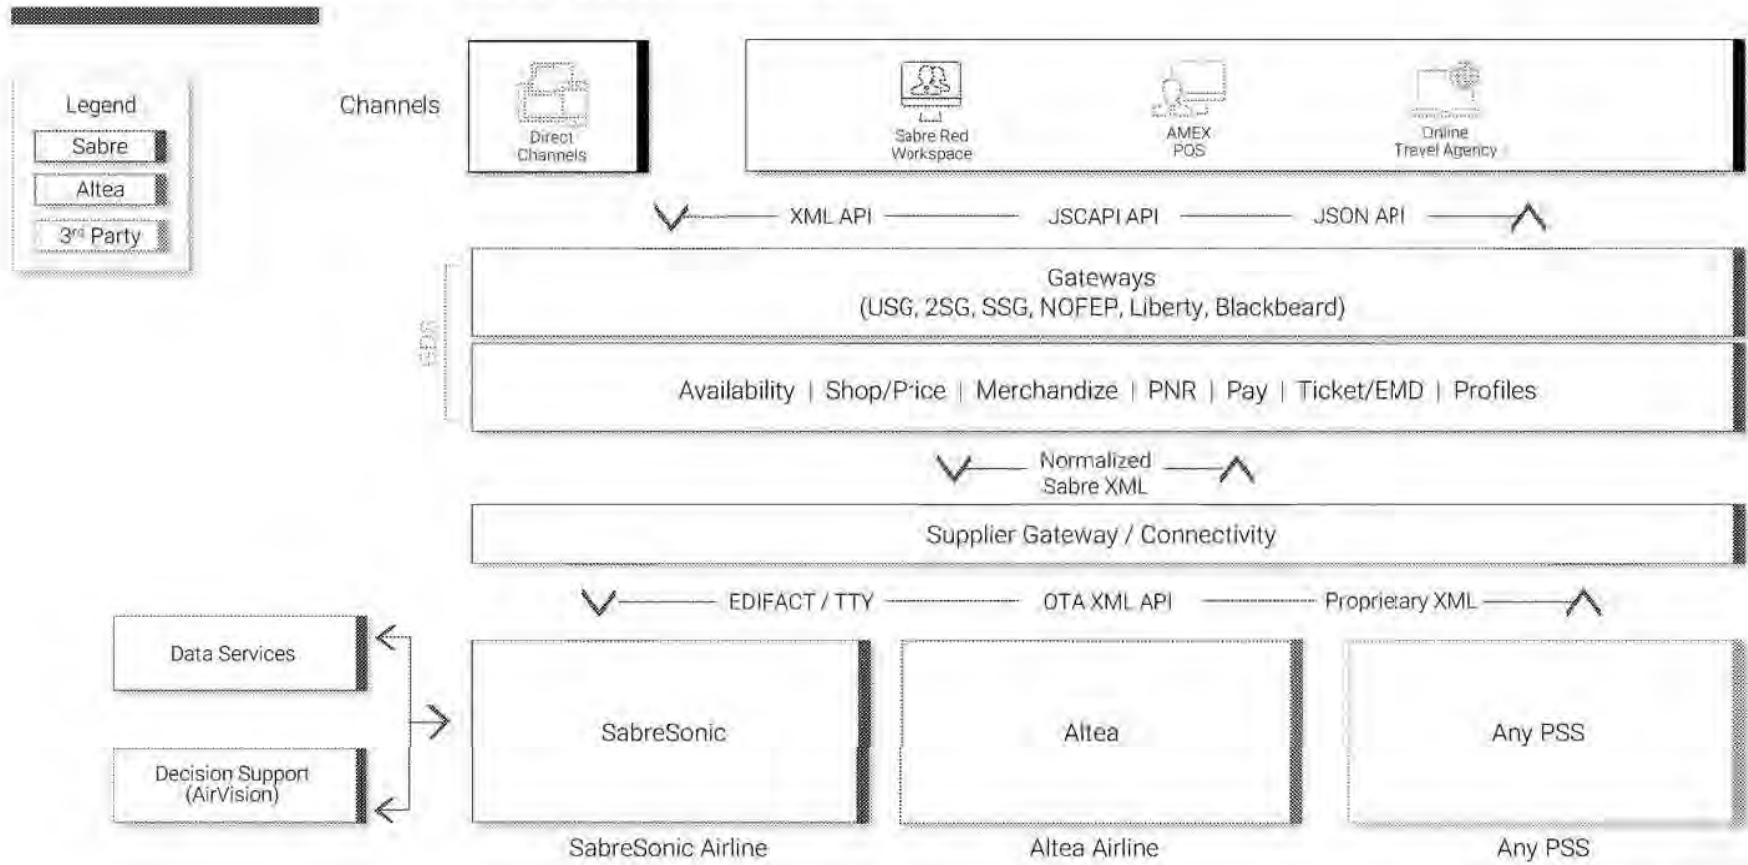 Legend
Sabre
Altea
3rd Party
Channels
Direct
Channels
Sabre Red
Workspace
AMEX
POS
Online
Travel Agency
XML API
JSCAPI API
JSON API
GDS
Gateways
(USG, 2SG, SSG, NOFEP, Liberty, Blackbeard)
Availability | Shop/Price | Merchandize | PNR | Pay | Ticket/EMD | Profiles
Normalized
Sabre XML
Supplier Gateway / Connectivity
EDIFACT / TTY
OTA XML API
Proprietary XML
Data Services
Decision Support
(AirVision)
SabreSonic
Altea
Any PSS
SabreSonic Airline
Altea Airline
Any PSS